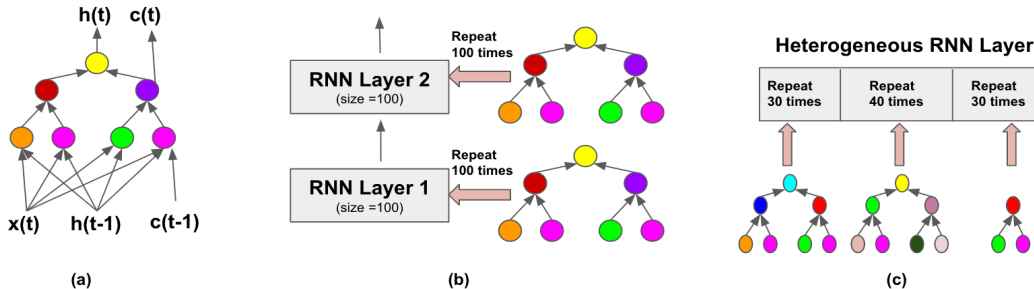 h(t) c(t)
x(t) h(t-1) c(t-1)
(a)
Repeat
100 times
RNN Layer 2
(size =100)
Repeat
100 times
RNN Layer 1
(size =100)
(b)
Heterogeneous RNN Layer
Repeat
30 times
Repeat
40 times
Repeat
30 times
(c)